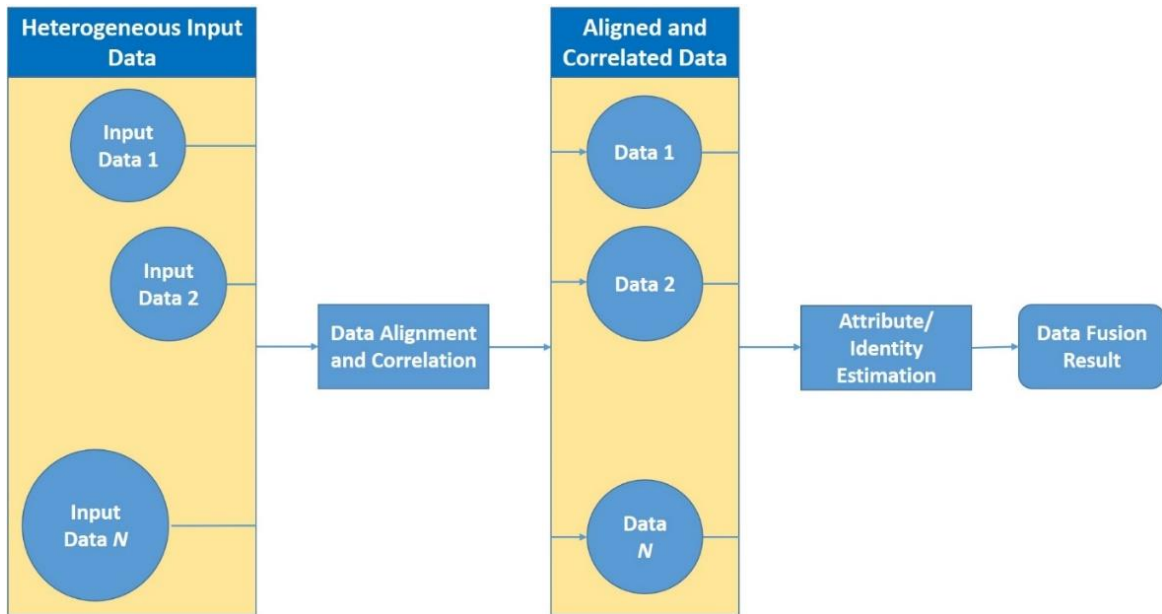 Heterogeneous Input
Data
Input
Data 1
Input
Data 2
Input
Data N
Data Alignment
and Correlation
Aligned and
Correlated Data
Data 1
Data 2
Data
N
Attribute/
Identity
Estimation
Data Fusion
Result